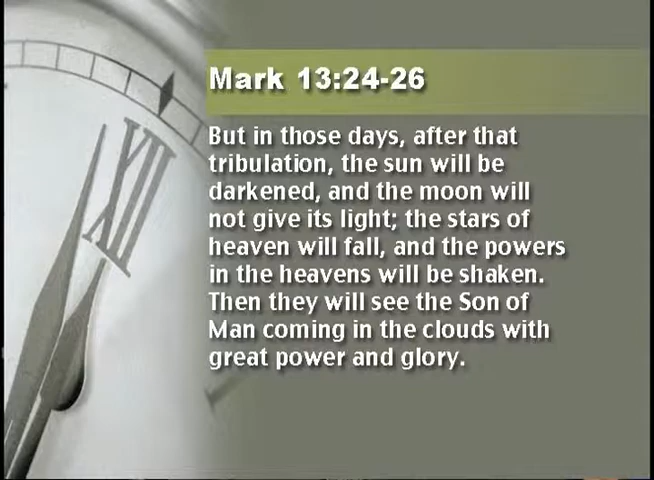 Mark 13:24-26
But in those days, after that
tribulation, the sun will be
darkened, and the moon will
not give its light; the stars of
heaven will fall, and the powers
in the heavens will be shaken.
Then they will see the Son of
Man coming in the clouds with
great power and glory.
XII